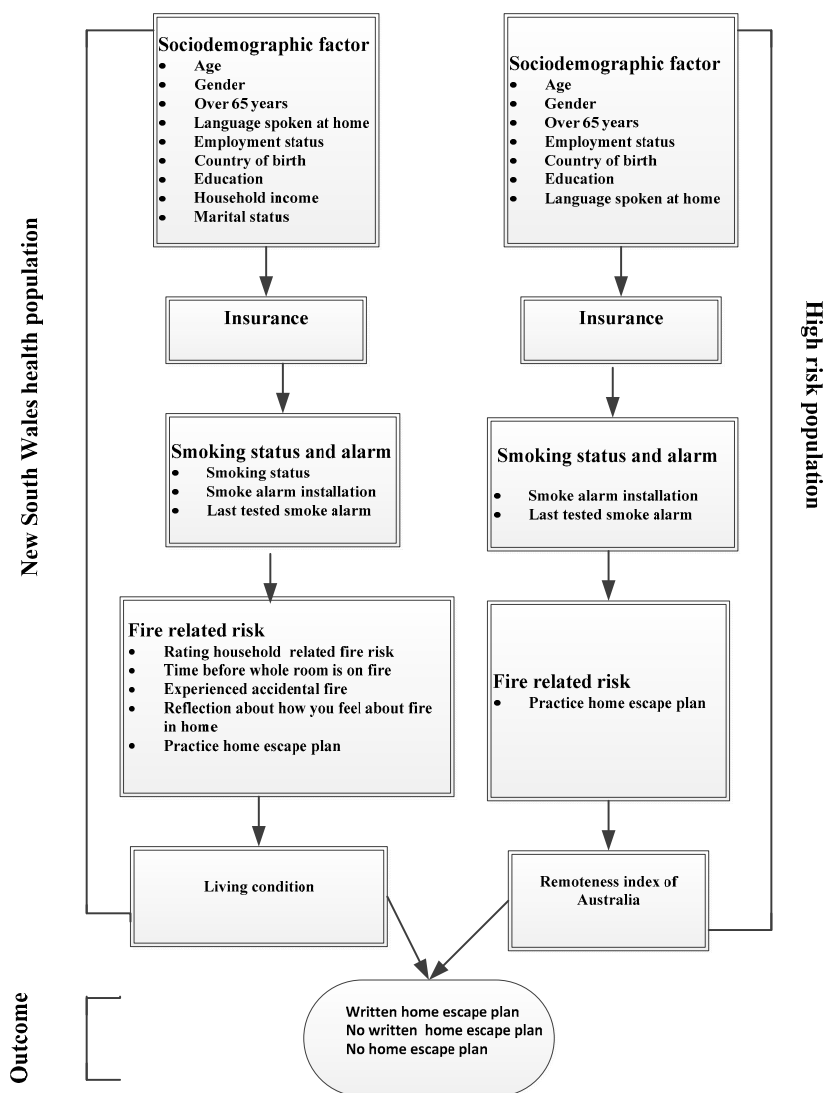 New South Wales health population
Sociodemographic factor
• Age
• Gender
• Over 65 years
• Language spoken at home
• Employment status
• Country of birth
• Education
• Household income
• Marital status
Insurance
Smoking status and alarm
• Smoking status
• Smoke alarm installation
• Last tested smoke alarm
Fire related risk
• Rating household related fire risk
• Time before whole room is on fire
• Experienced accidental fire
• Reflection about how you feel about fire
in home
• Practice home escape plan
Living condition
High risk population
Sociodemographic factor
• Age
• Gender
• Over 65 years
• Employment status
• Country of birth
• Education
• Language spoken at home
Insurance
Smoking status and alarm
• Smoke alarm installation
• Last tested smoke alarm
Fire related risk
• Practice home escape plan
Remoteness index of
Australia
Outcome
Written home escape plan
No written home escape plan
No home escape plan